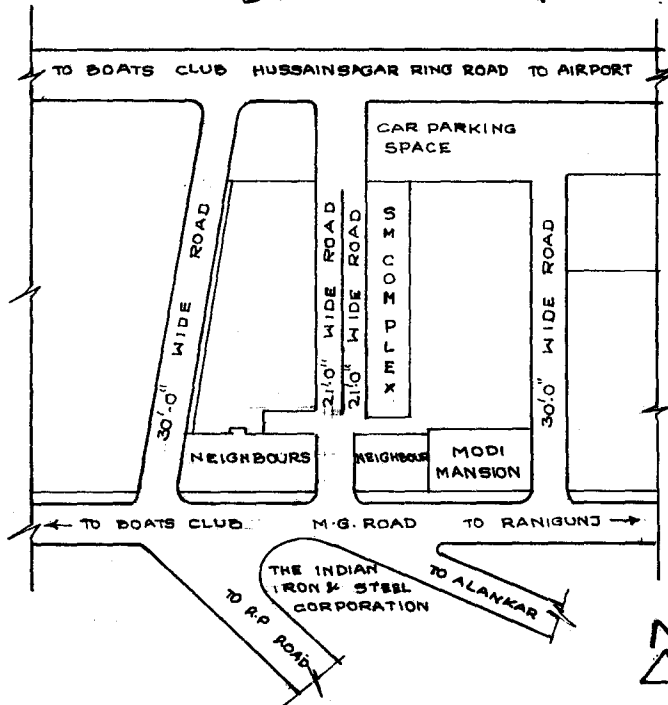 TO BOATS CLUB HUSSAINSAGAR RING ROAD TO AIRPORT
CAR PARKING
SPACE
30'-0" WIDE ROAD
21'0" WIDE ROAD
21'0" WIDE ROAD
SM COMPLEX
30'0" WIDE ROAD
NEIGHBOURS
NEIGHBOUR
MODI
MANSION
← TO BOATS CLUB M.G. ROAD TO RANIGUNJ →
THE INDIAN
IRON & STEEL
CORPORATION
TO R.P ROAD
TO ALANKAR